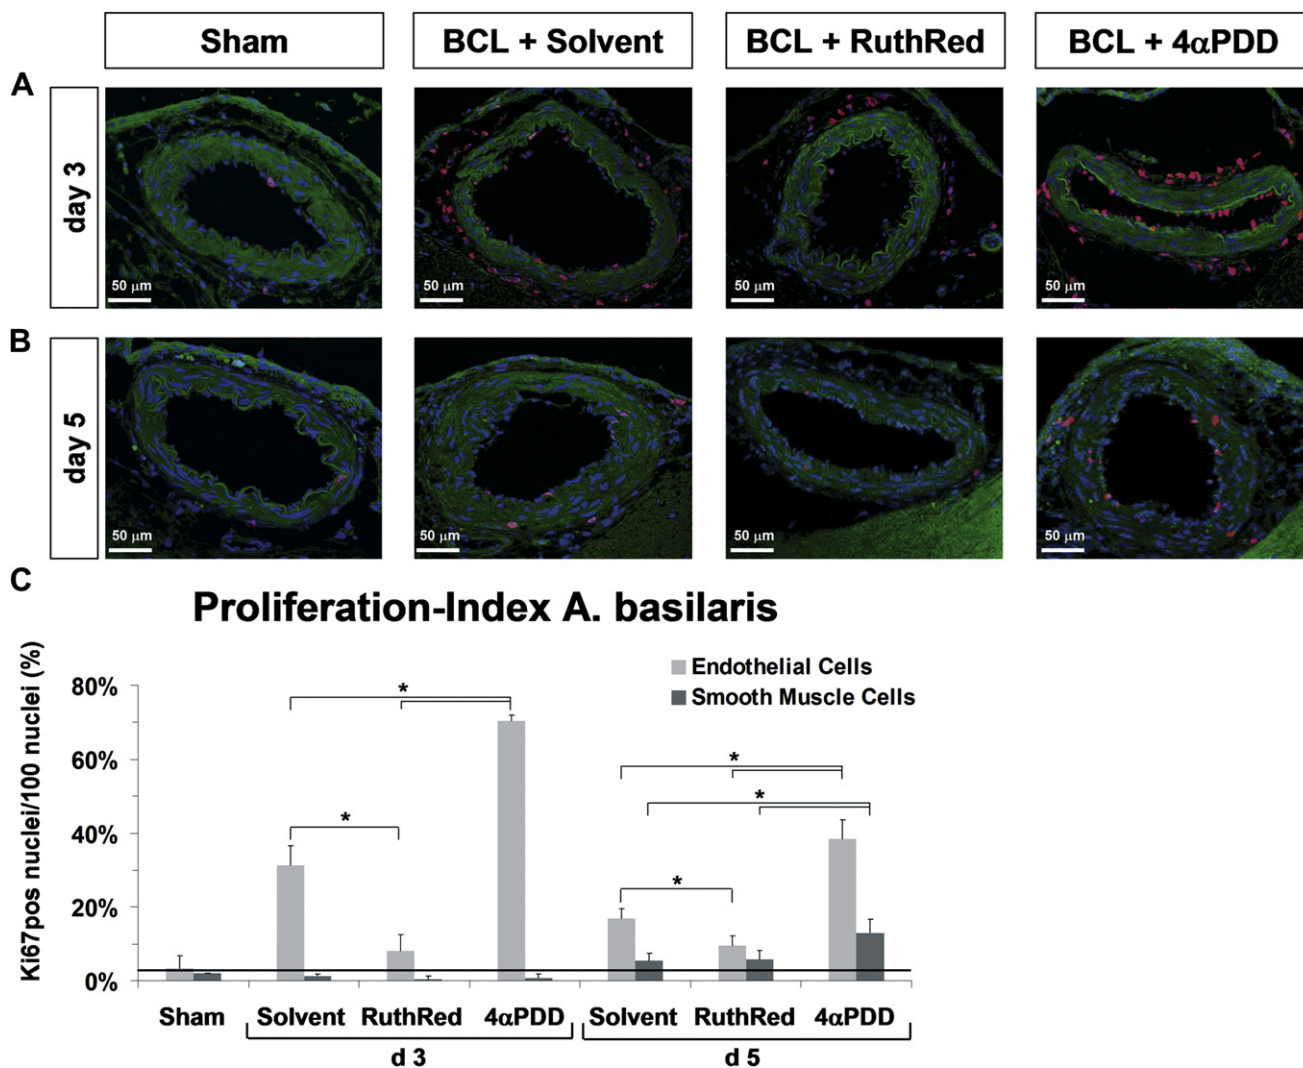 Sham
BCL + Solvent
BCL + RuthRed
BCL + 4αPDD
A
day 3
50 μm
50 μm
50 μm
50 μm
B
day 5
50 μm
50 μm
50 μm
50 μm
C
Proliferation-Index A. basilaris
Ki67pos nuclei/100 nuclei (%)
Endothelial Cells
Smooth Muscle Cells
80%
60%
40%
20%
0%
*
*
*
*
*
Sham
Solvent
RuthRed
4αPDD
Solvent
RuthRed
4αPDD
d 3
d 5